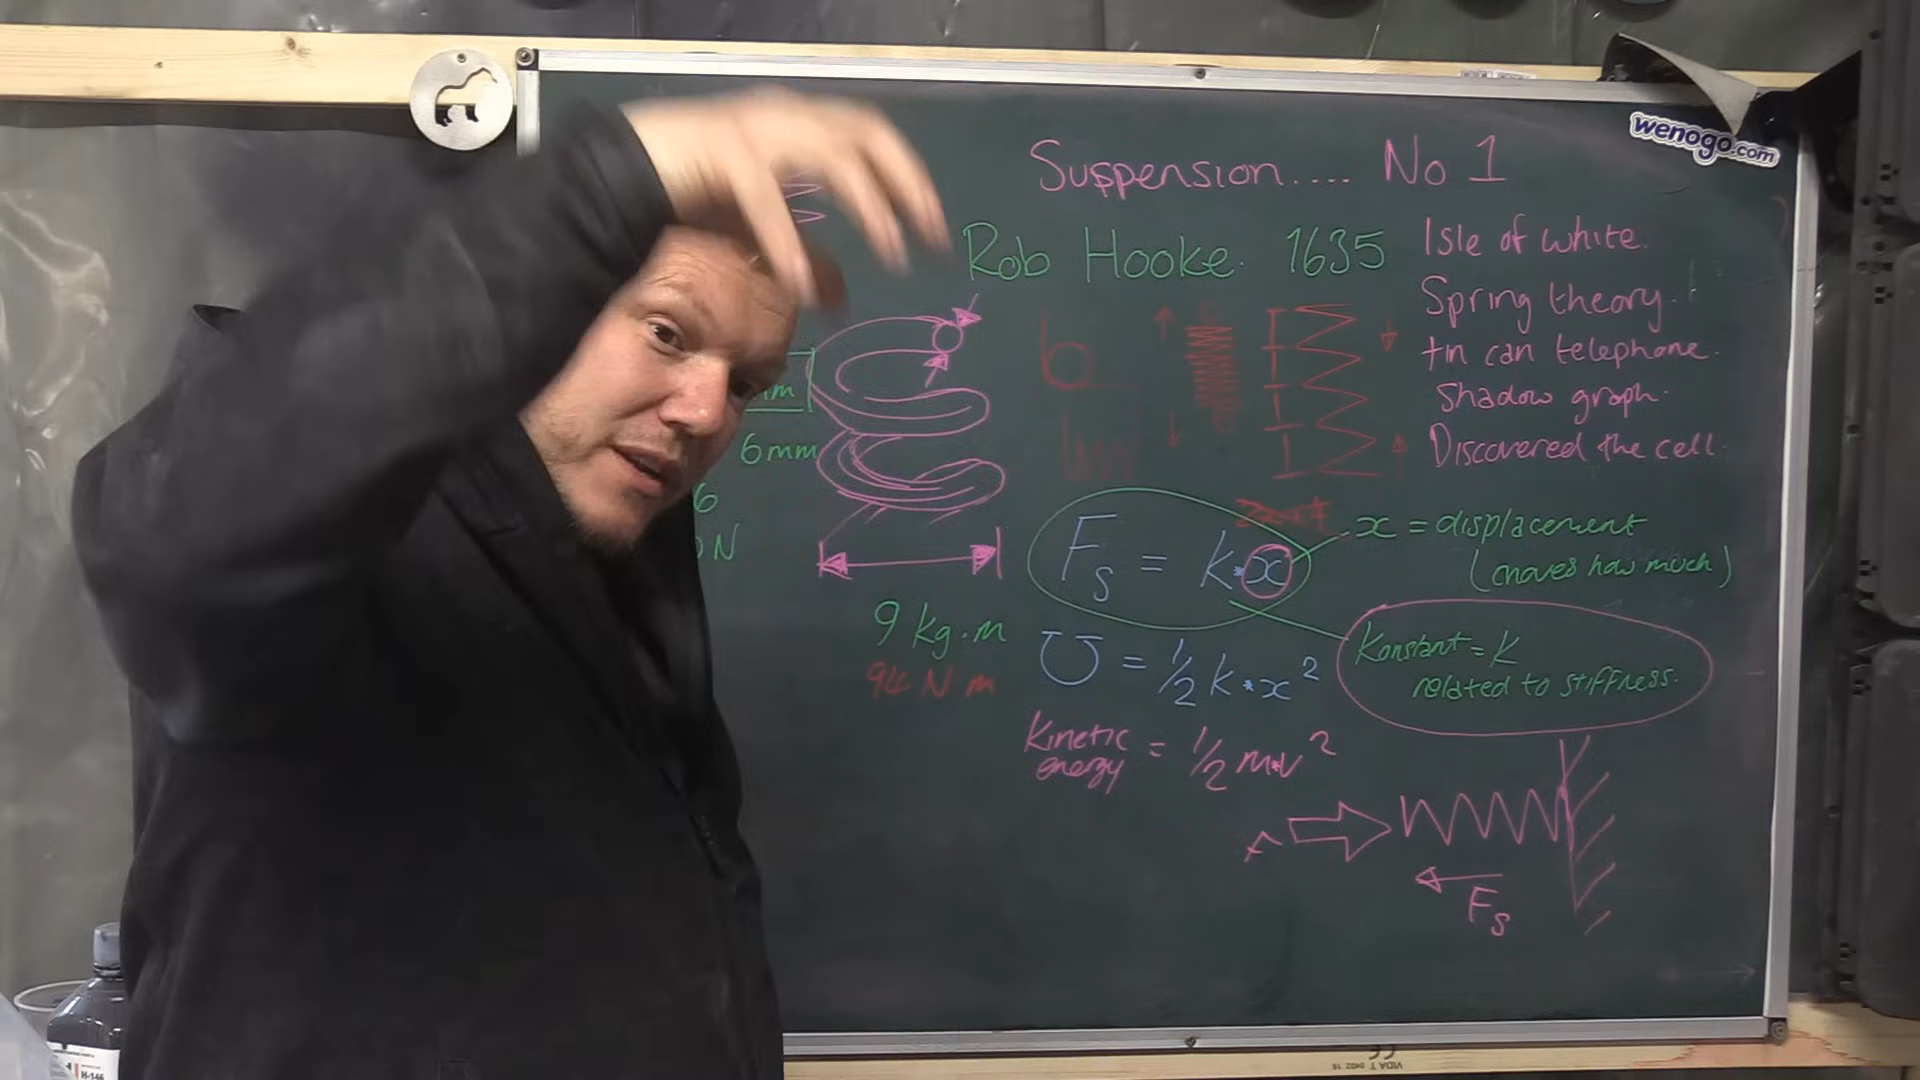 wenogo.com
Suspension.... No 1
Rob Hooke. 1635
Isle of white.
Spring theory.
tin can telephone.
Shadow graph.
Discovered the cell.
m
6mm
6
N
Fs = k*x
x = displacement
(moves how much)
9 kg.m
N.m
U = 1/2 k*x²
Konstant = K
related to stiffness.
Kinetic energy = 1/2 m*v²
Fs
H-146